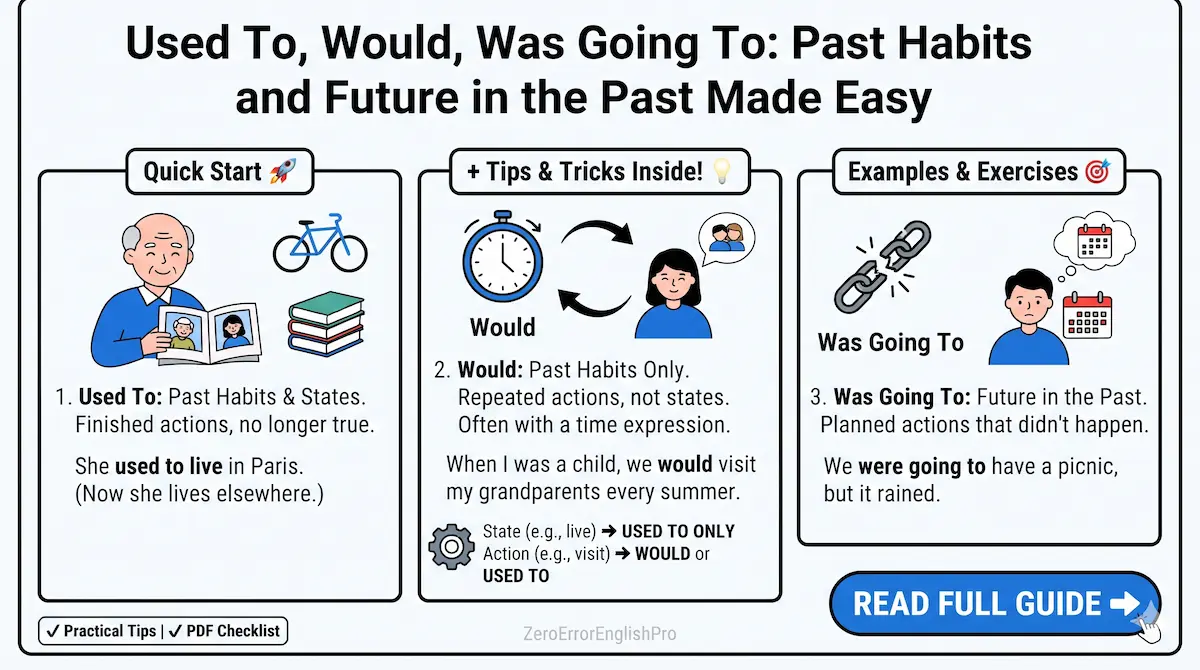 Used To, Would, Was Going To: Past Habits
and Future in the Past Made Easy
Quick Start
1. Used To: Past Habits & States.
Finished actions, no longer true.
She used to live in Paris.
(Now she lives elsewhere.)
+ Tips & Tricks Inside!
Would
2. Would: Past Habits Only.
Repeated actions, not states.
Often with a time expression.
When I was a child, we would visit
my grandparents every summer.
State (e.g., live) ➔ USED TO ONLY
Action (e.g., visit) ➔ WOULD or
USED TO
Examples & Exercises
Was Going To
3. Was Going To: Future in the Past.
Planned actions that didn't happen.
We were going to have a picnic,
but it rained.
READ FULL GUIDE ➔
✓ Practical Tips | ✓ PDF Checklist
ZeroErrorEnglishPro